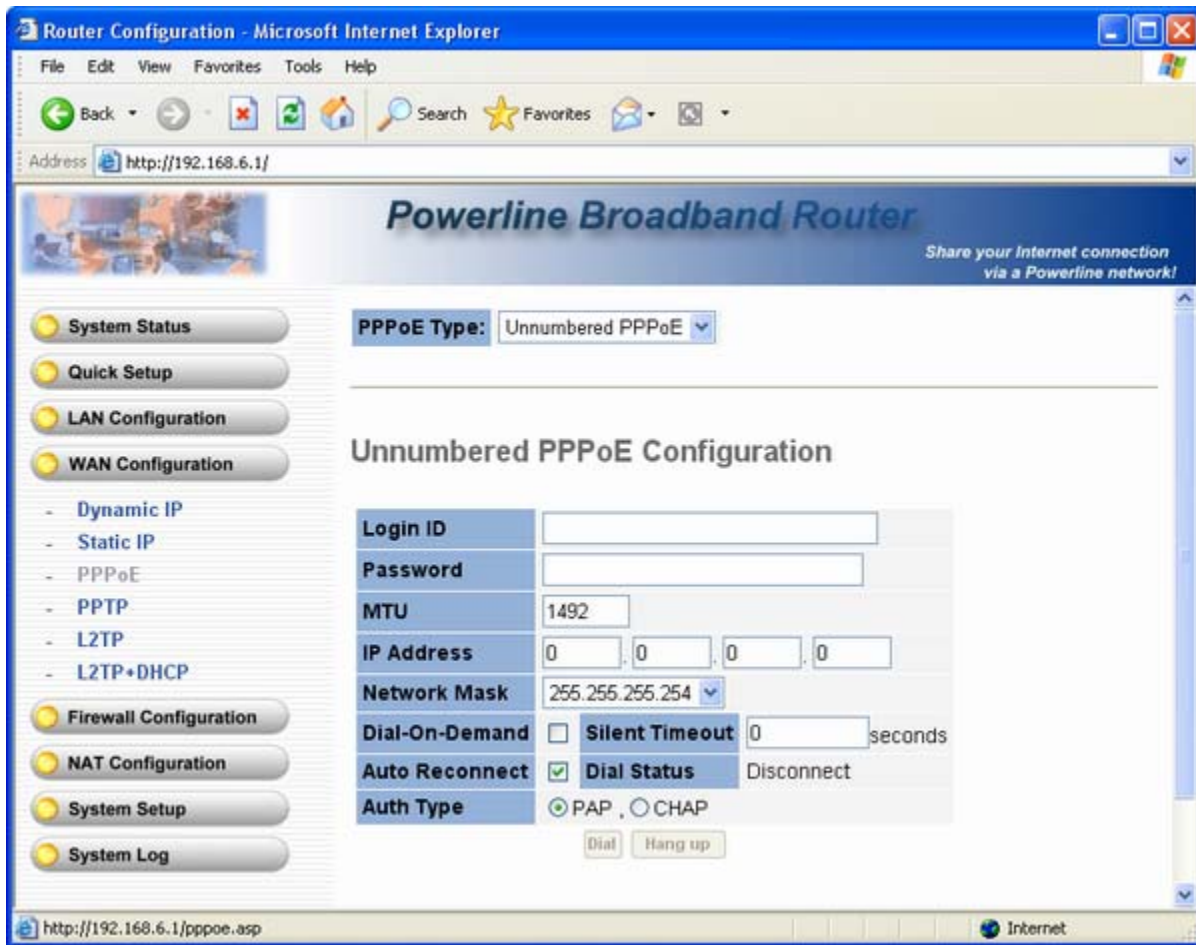 Router Configuration - Microsoft Internet Explorer
File Edit View Favorites Tools Help
Back Search Favorites
Address http://192.168.6.1/
Powerline Broadband Router
Share your Internet connection
via a Powerline network!
System Status
Quick Setup
LAN Configuration
WAN Configuration
- Dynamic IP
- Static IP
- PPPoE
- PPTP
- L2TP
- L2TP+DHCP
Firewall Configuration
NAT Configuration
System Setup
System Log
PPPoE Type: Unnumbered PPPoE
Unnumbered PPPoE Configuration
Login ID
Password
MTU 1492
IP Address 0 . 0 . 0 . 0
Network Mask 255.255.255.254
Dial-On-Demand Silent Timeout 0 seconds
Auto Reconnect Dial Status Disconnect
Auth Type PAP , CHAP
Dial Hang up
http://192.168.6.1/pppoe.asp Internet